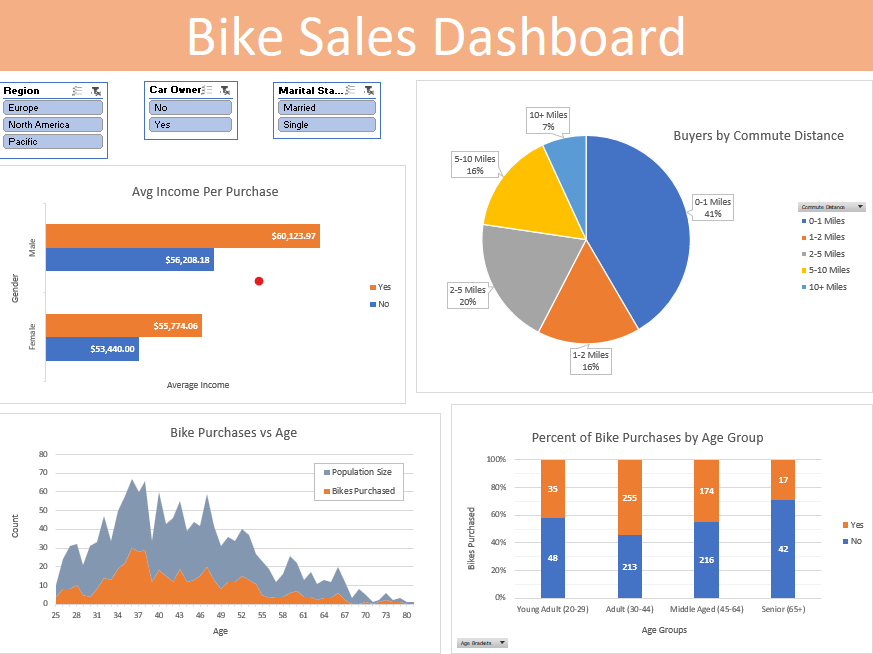 Bike Sales Dashboard
Region
Europe
North America
Pacific
Car Owner
No
Yes
Marital Sta...
Married
Single
Avg Income Per Purchase
Gender
Male
$60,123.97
$56,208.18
Female
$55,774.06
$53,440.00
Average Income
Yes
No
Buyers by Commute Distance
10+ Miles
7%
5-10 Miles
16%
0-1 Miles
41%
2-5 Miles
20%
1-2 Miles
16%
Commute Distance
0-1 Miles
1-2 Miles
2-5 Miles
5-10 Miles
10+ Miles
Bike Purchases vs Age
Count
80
70
60
50
40
30
20
10
0
Population Size
Bikes Purchased
25 28 31 34 37 40 43 46 49 52 55 58 61 64 67 70 73 80
Age
Percent of Bike Purchases by Age Group
Bikes Purchased
100%
80%
60%
40%
20%
0%
35 255 174 17
48 213 216 42
Young Adult (20-29) Adult (30-44) Middle Aged (45-64) Senior (65+)
Age Groups
Yes
No
Age Brackets